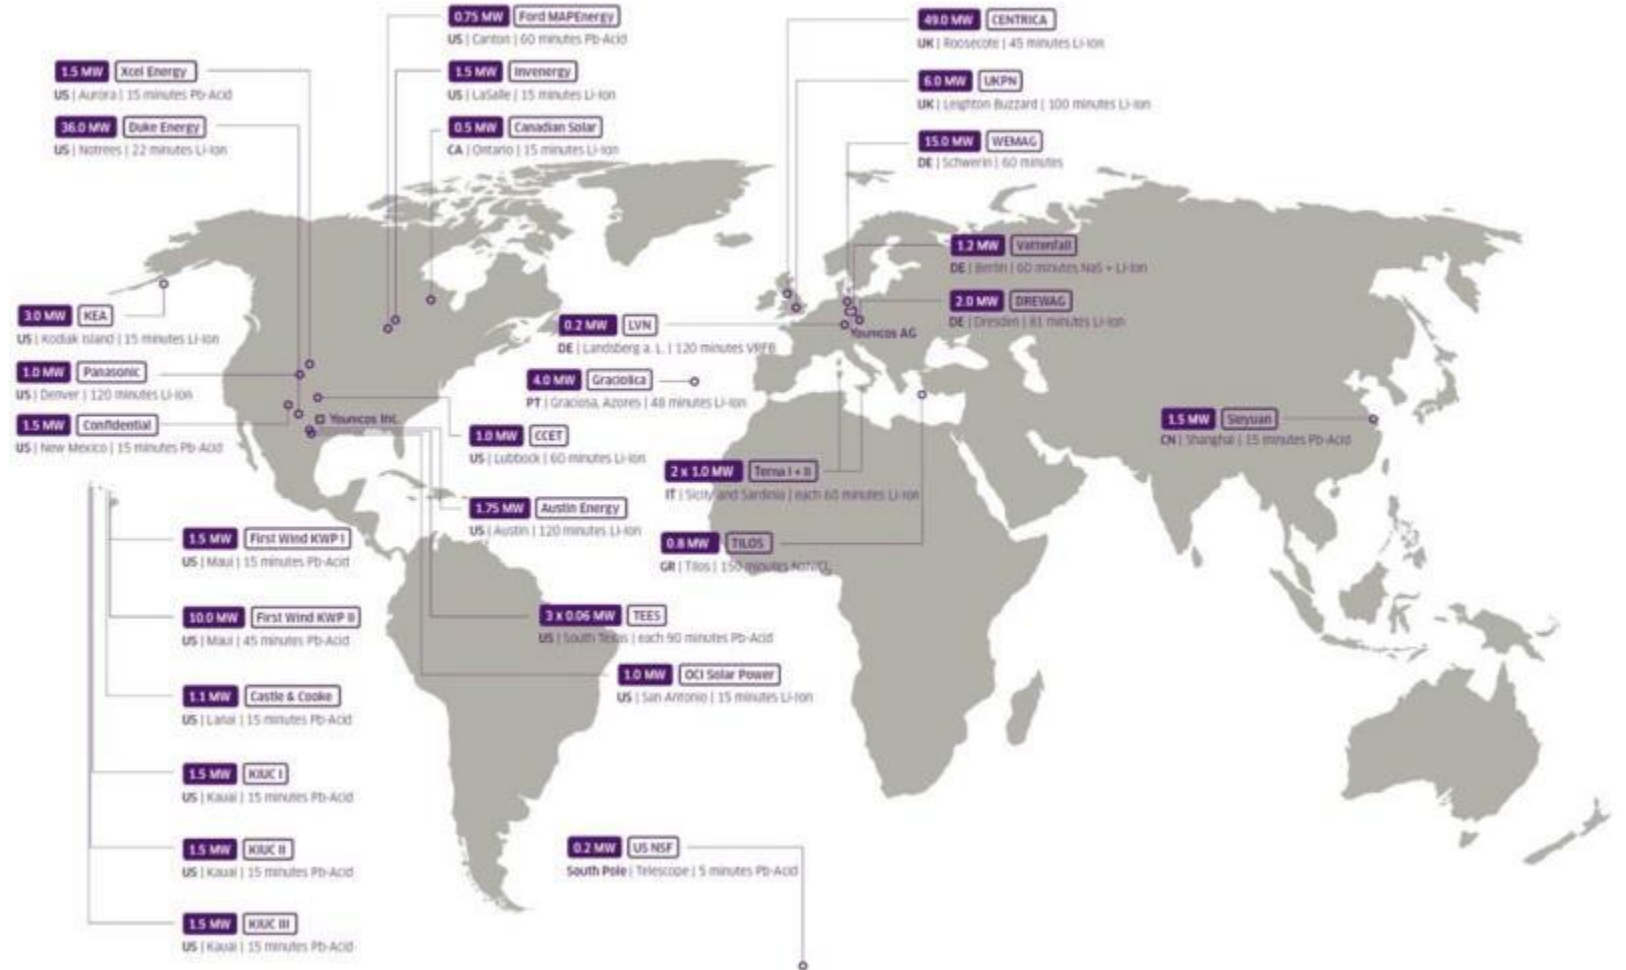 0.75 MW Ford MAPEnergy
US | Canton | 60 minutes Pb-Acid
1.5 MW Xcel Energy
US | Aurora | 15 minutes Pb-Acid
1.5 MW Invenergy
US | LaSalle | 15 minutes Li-Ion
36.0 MW Duke Energy
US | Notrees | 22 minutes Li-Ion
0.5 MW Canadian Solar
CA | Ontario | 15 minutes Li-Ion
49.0 MW CENTRICA
UK | Roosecote | 45 minutes Li-Ion
6.0 MW UKPN
UK | Leighton Buzzard | 100 minutes Li-Ion
15.0 MW WEMAG
DE | Schwerin | 60 minutes
1.2 MW Vattenfall
DE | Berlin | 60 minutes NaS + Li-Ion
2.0 MW DREWAG
DE | Dresden | 81 minutes Li-Ion
Younicos AG
3.0 MW KEA
US | Kodiak Island | 15 minutes Li-Ion
1.0 MW Panasonic
US | Denver | 120 minutes Li-Ion
1.5 MW Confidential
US | New Mexico | 15 minutes Pb-Acid
Younicos Inc.
0.2 MW LVN
DE | Landsberg a. L. | 120 minutes VRFB
4.0 MW Graciolica
PT | Graciosa, Azores | 48 minutes Li-Ion
1.0 MW CCET
US | Lubbock | 60 minutes Li-Ion
2 x 1.0 MW Terna I + II
IT | Sicily and Sardinia | each 60 minutes Li-Ion
1.5 MW Sieyuan
CN | Shanghai | 15 minutes Pb-Acid
1.75 MW Austin Energy
US | Austin | 120 minutes Li-Ion
0.8 MW TILOS
GR | Tilos | 150 minutes
1.5 MW First Wind KWP I
US | Maui | 15 minutes Pb-Acid
10.0 MW First Wind KWP II
US | Maui | 45 minutes Pb-Acid
3 x 0.06 MW TEES
US | South Texas | each 90 minutes Pb-Acid
1.0 MW OCI Solar Power
US | San Antonio | 15 minutes Li-Ion
1.1 MW Castle & Cooke
US | Lanai | 15 minutes Pb-Acid
1.5 MW KIUC I
US | Kauai | 15 minutes Pb-Acid
1.5 MW KIUC II
US | Kauai | 15 minutes Pb-Acid
1.5 MW KIUC III
US | Kauai | 15 minutes Pb-Acid
0.2 MW US NSF
South Pole | Telescope | 5 minutes Pb-Acid